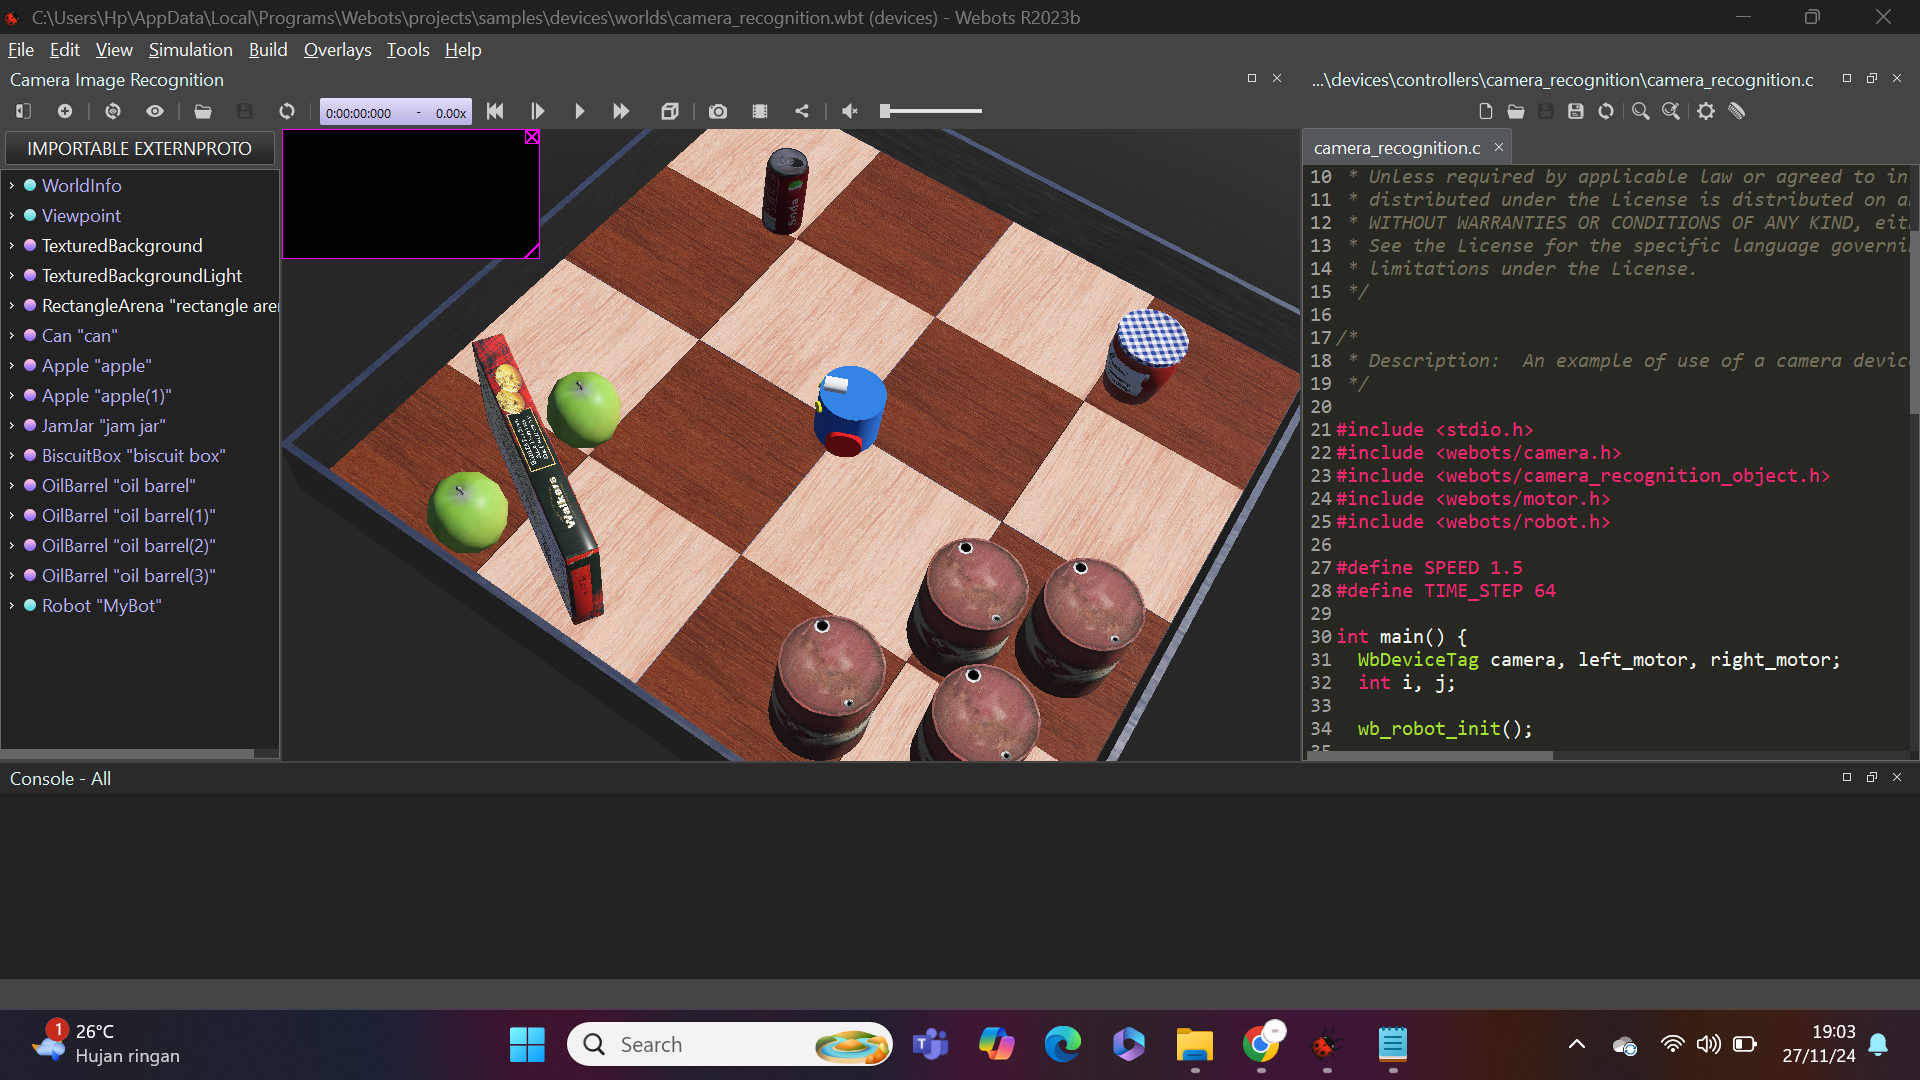 C:\Users\Hp\AppData\Local\Programs\Webots\projects\samples\devices\worlds\camera_recognition.wbt (devices) - Webots R2023b
File Edit View Simulation Build Overlays Tools Help
Camera Image Recognition
0:00:00:000 - 0.00x
IMPORTABLE EXTERNPROTO
WorldInfo
Viewpoint
TexturedBackground
TexturedBackgroundLight
RectangleArena "rectangle are
Can "can"
Apple "apple"
Apple "apple(1)"
JamJar "jam jar"
BiscuitBox "biscuit box"
OilBarrel "oil barrel"
OilBarrel "oil barrel(1)"
OilBarrel "oil barrel(2)"
OilBarrel "oil barrel(3)"
Robot "MyBot"
Soda
Walkers
...\devices\controllers\camera_recognition\camera_recognition.c
camera_recognition.c
10 * Unless required by applicable law or agreed to in
11 * distributed under the License is distributed on a
12 * WITHOUT WARRANTIES OR CONDITIONS OF ANY KIND, eit
13 * See the License for the specific language governi
14 * limitations under the License.
15 */
16
17 /*
18 * Description:  An example of use of a camera devic
19 */
20
21 #include <stdio.h>
22 #include <webots/camera.h>
23 #include <webots/camera_recognition_object.h>
24 #include <webots/motor.h>
25 #include <webots/robot.h>
26
27 #define SPEED 1.5
28 #define TIME_STEP 64
29
30 int main() {
31 WbDeviceTag camera, left_motor, right_motor;
32 int i, j;
33
34 wb_robot_init();
35
Console - All
1
26°C
Hujan ringan
Search
19:03
27/11/24